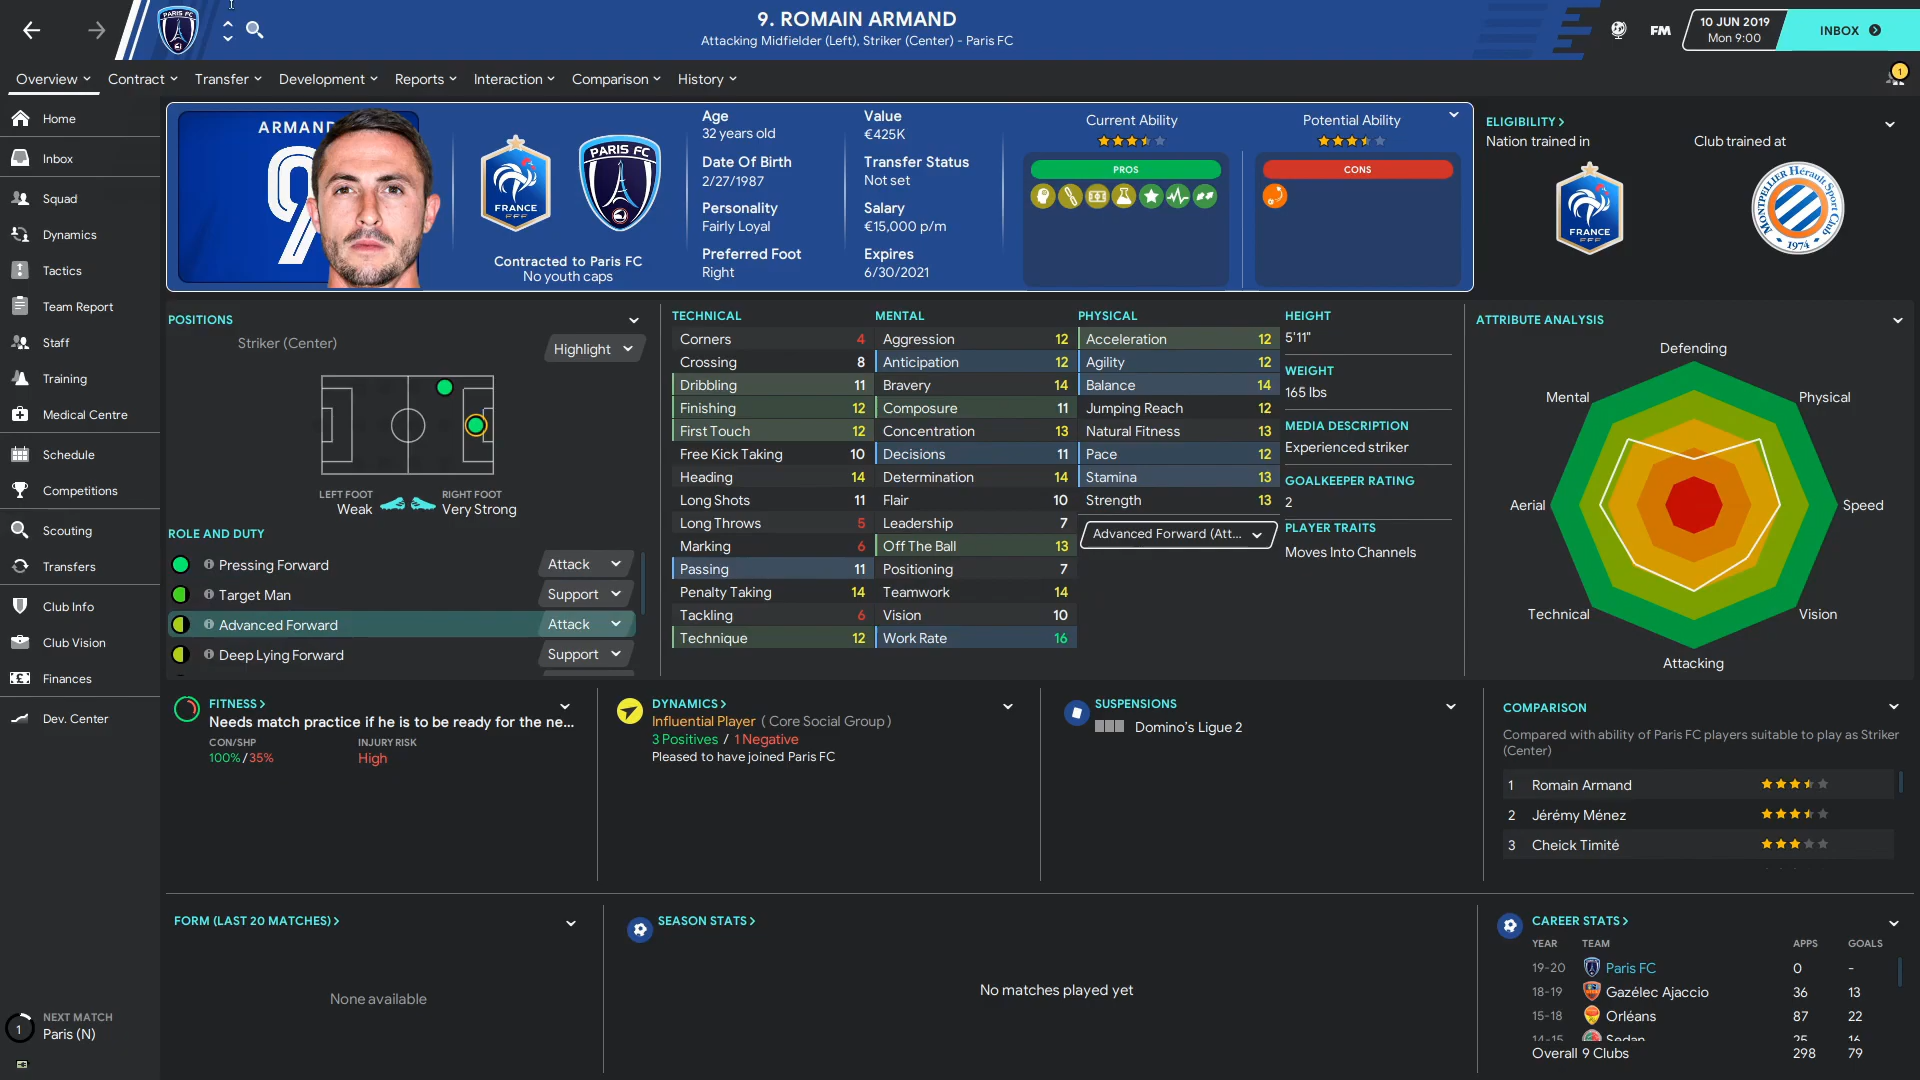 PARIS FC
9. ROMAIN ARMAND
Attacking Midfielder (Left), Striker (Center) - Paris FC
FM
10 JUN 2019
Mon 9:00
INBOX
Overview
Contract
Transfer
Development
Reports
Interaction
Comparison
History
1
Home
Inbox
Squad
Dynamics
Tactics
Team Report
Staff
Training
Medical Centre
Schedule
Competitions
Scouting
Transfers
Club Info
Club Vision
Finances
Dev. Center
1
NEXT MATCH
Paris (N)
ARMAND
9
FRANCE
FFF
PARIS FC
Contracted to Paris FC
No youth caps
Age
32 years old
Date Of Birth
2/27/1987
Personality
Fairly Loyal
Preferred Foot
Right
Value
€425K
Transfer Status
Not set
Salary
€15,000 p/m
Expires
6/30/2021
Current Ability
PROS
Potential Ability
CONS
ELIGIBILITY >
Nation trained in
FRANCE
FFF
Club trained at
MONTPELLIER Hérault Sport Club
1974
POSITIONS
Striker (Center)
Highlight
LEFT FOOT
Weak
RIGHT FOOT
Very Strong
ROLE AND DUTY
Pressing Forward Attack
Target Man Support
Advanced Forward Attack
Deep Lying Forward Support
TECHNICAL
Corners 4
Crossing 8
Dribbling 11
Finishing 12
First Touch 12
Free Kick Taking 10
Heading 14
Long Shots 11
Long Throws 5
Marking 6
Passing 11
Penalty Taking 14
Tackling 6
Technique 12
MENTAL
Aggression 12
Anticipation 12
Bravery 14
Composure 11
Concentration 13
Decisions 11
Determination 14
Flair 10
Leadership 7
Off The Ball 13
Positioning 7
Teamwork 14
Vision 10
Work Rate 16
PHYSICAL
Acceleration 12
Agility 12
Balance 14
Jumping Reach 12
Natural Fitness 13
Pace 12
Stamina 13
Strength 13
Advanced Forward (Att...
HEIGHT
5'11"
WEIGHT
165 lbs
MEDIA DESCRIPTION
Experienced striker
GOALKEEPER RATING
2
PLAYER TRAITS
Moves Into Channels
ATTRIBUTE ANALYSIS
Defending
Physical
Speed
Vision
Attacking
Technical
Aerial
Mental
FITNESS >
Needs match practice if he is to be ready for the ne...
CON/SHP
100%/35%
INJURY RISK
High
DYNAMICS >
Influential Player (Core Social Group)
3 Positives / 1 Negative
Pleased to have joined Paris FC
SUSPENSIONS
Domino's Ligue 2
COMPARISON
Compared with ability of Paris FC players suitable to play as Striker
(Center)
1 Romain Armand
2 Jérémy Ménez
3 Cheick Timité
FORM (LAST 20 MATCHES) >
None available
SEASON STATS >
No matches played yet
CAREER STATS >
YEAR TEAM APPS GOALS
19-20 Paris FC 0 -
18-19 Gazélec Ajaccio 36 13
15-18 Orléans 87 22
14-15 Sedan 25 16
Overall 9 Clubs 298 79